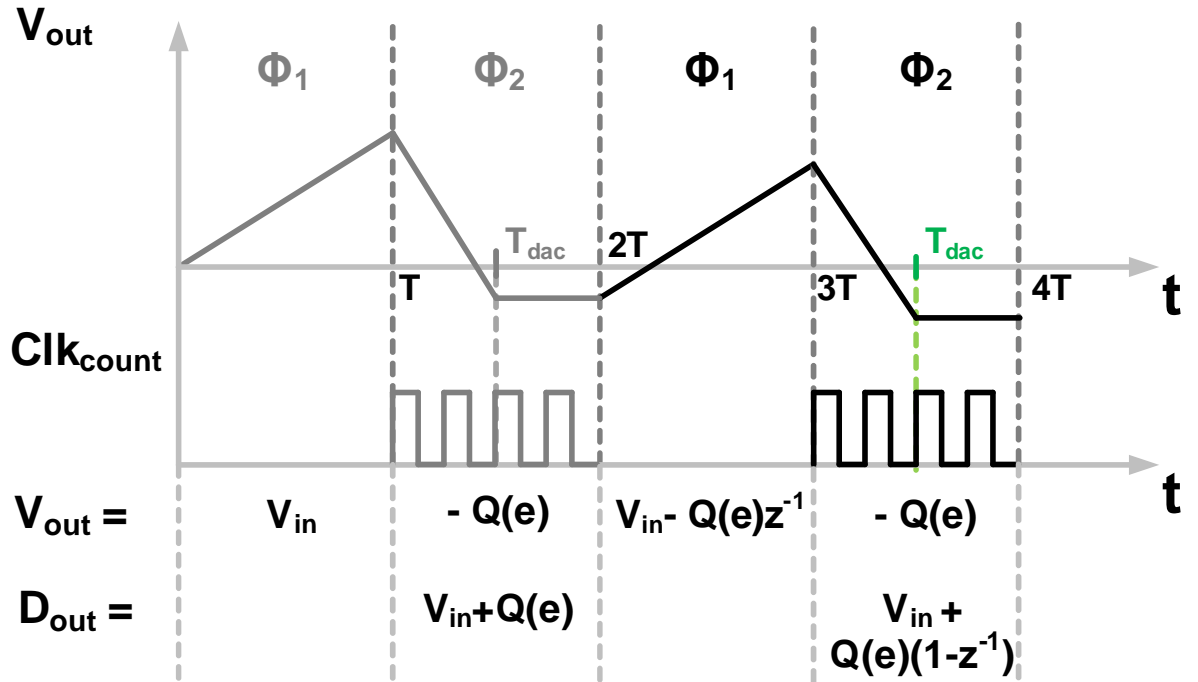 Vout
Φ1 Φ2 Φ1 Φ2
Tdac 2T Tdac
T 3T 4T t
Clkcount
t
Vout = Vin - Q(e) Vin- Q(e)z-1 - Q(e)
Dout = Vin+Q(e) Vin +
Q(e)(1-z-1)